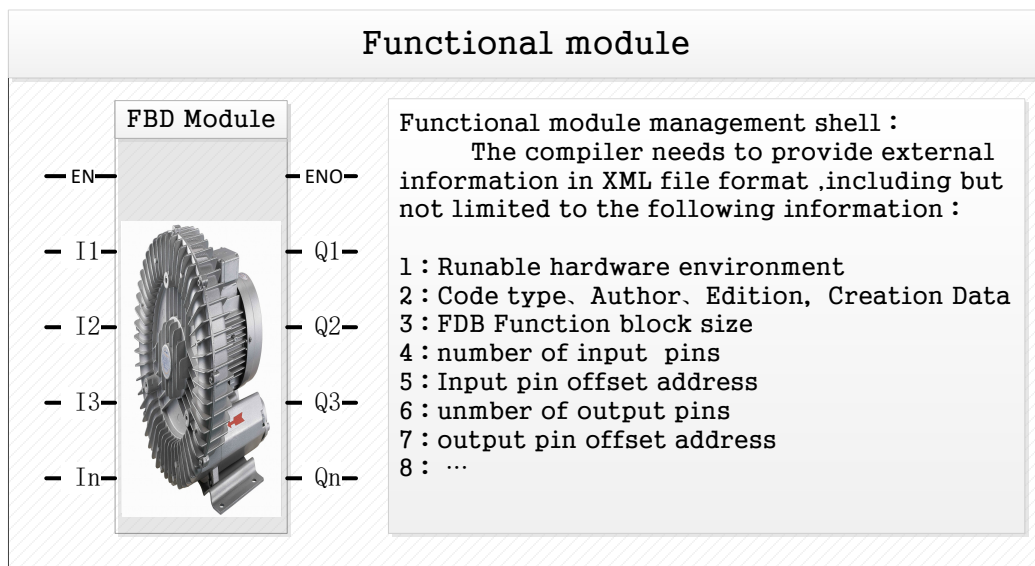 Functional module
FBD Module
EN
ENO
I1
Q1
I2
Q2
I3
Q3
In
Qn
Functional module management shell：
The compiler needs to provide external
information in XML file format ,including but
not limited to the following information：
1：Runable hardware environment
2：Code type、Author、Edition, Creation Data
3：FDB Function block size
4：number of input pins
5：Input pin offset address
6：unmber of output pins
7：output pin offset address
8：…